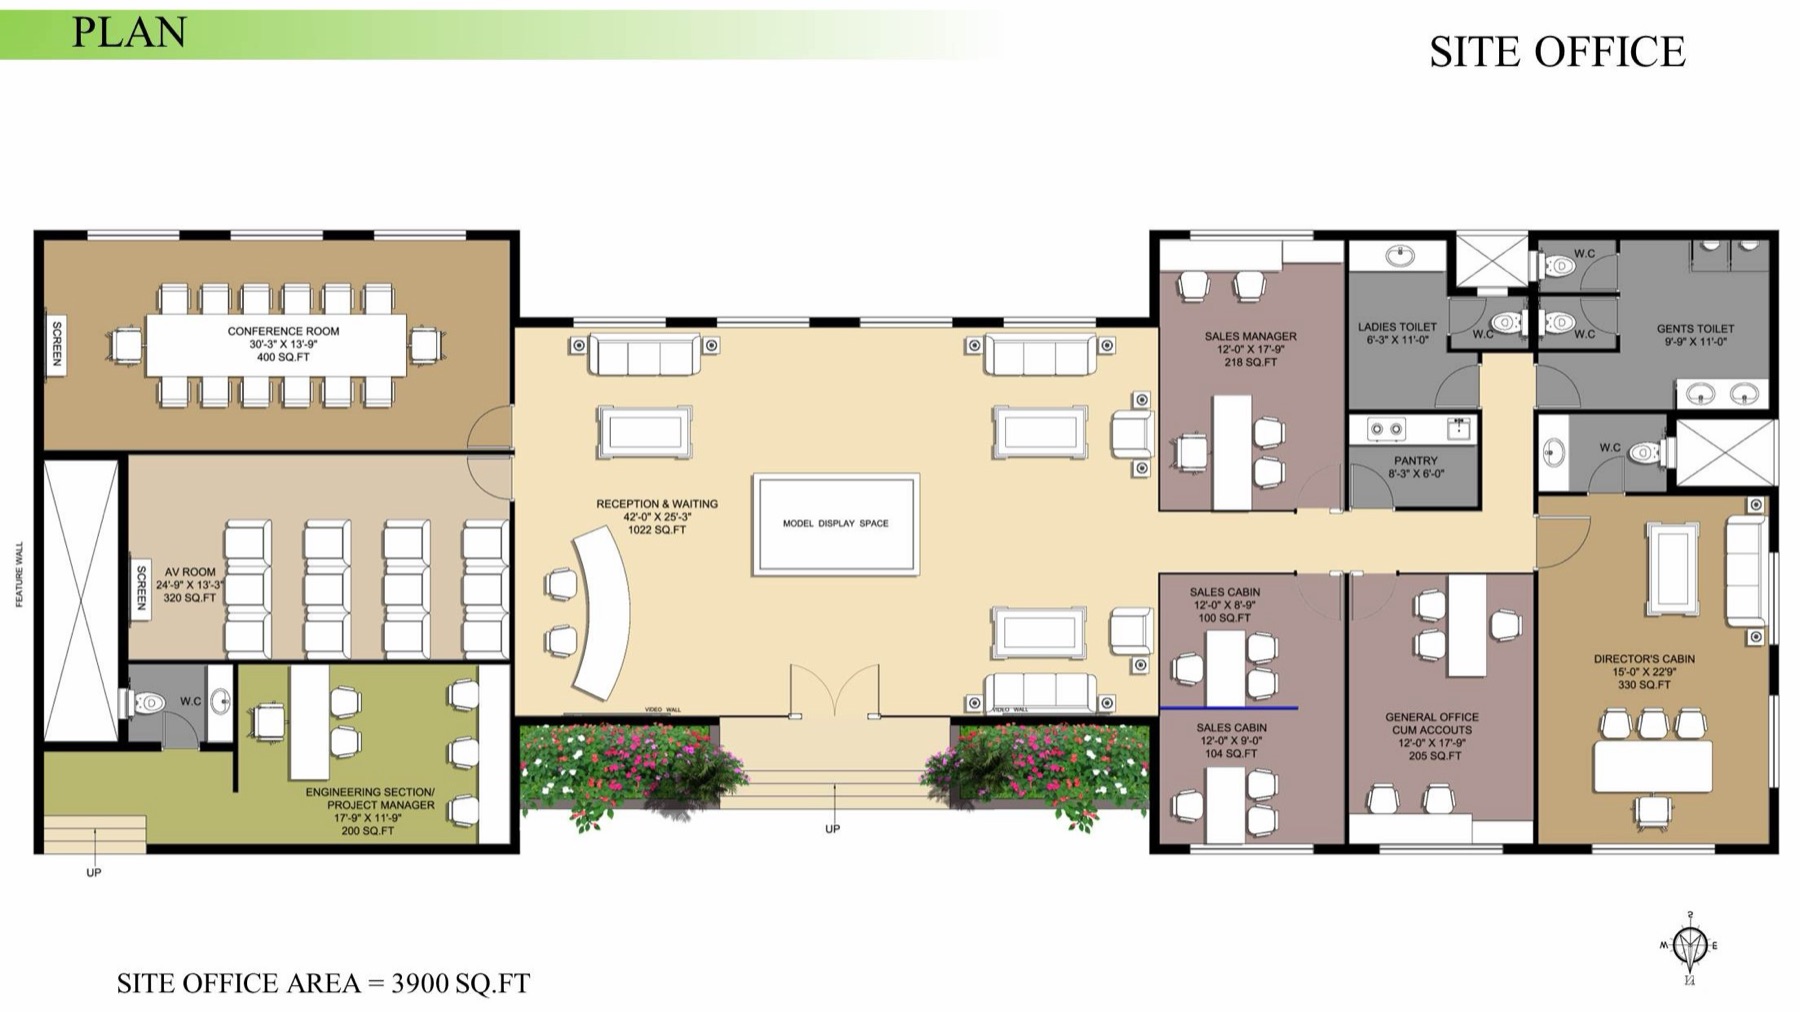 PLAN
SITE OFFICE
SCREEN
CONFERENCE ROOM
30'-3" X 13'-9"
400 SQ.FT
SALES MANAGER
12'-0" X 17'-9"
218 SQ.FT
LADIES TOILET
6'-3" X 11'-0"
W.C
W.C
W.C
GENTS TOILET
9'-9" X 11'-0"
PANTRY
8'-3" X 6'-0"
W.C
RECEPTION & WAITING
42'-0" X 25'-3"
1022 SQ.FT
MODEL DISPLAY SPACE
FEATURE WALL
SCREEN
AV ROOM
24'-9" X 13'-3"
320 SQ.FT
SALES CABIN
12'-0" X 8'-9"
100 SQ.FT
DIRECTOR'S CABIN
15'-0" X 22'9"
330 SQ.FT
W.C
VIDEO WALL
VIDEO WALL
SALES CABIN
12'-0" X 9'-0"
104 SQ.FT
GENERAL OFFICE
CUM ACCOUTS
12'-0" X 17'-9"
205 SQ.FT
ENGINEERING SECTION/
PROJECT MANAGER
17'-9" X 11'-9"
200 SQ.FT
UP
UP
S
W
E
N
SITE OFFICE AREA = 3900 SQ.FT